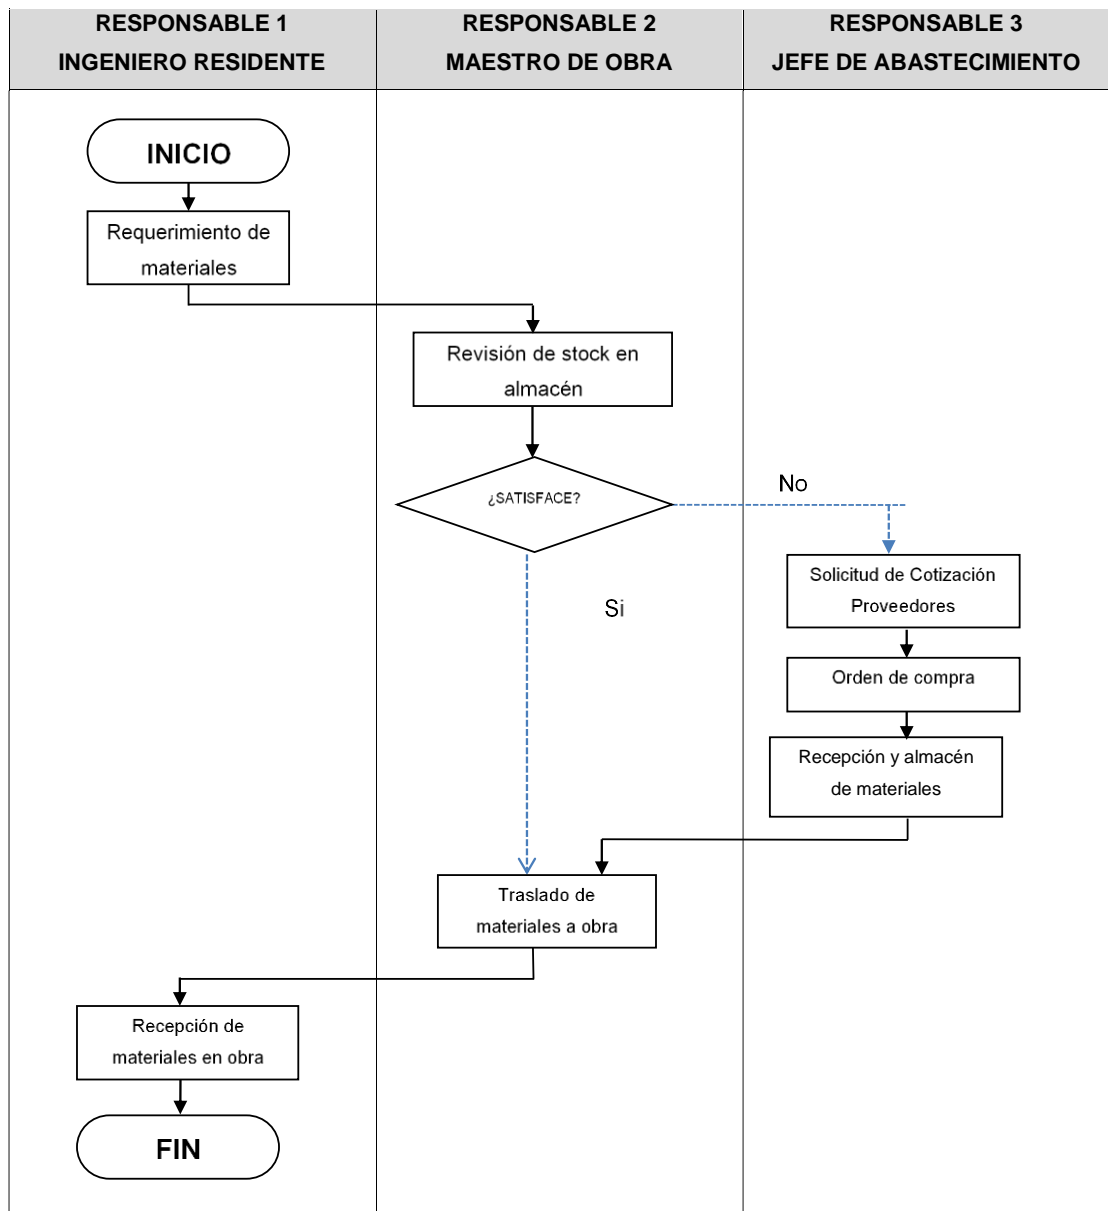 RESPONSABLE 1
INGENIERO RESIDENTE
RESPONSABLE 2
MAESTRO DE OBRA
RESPONSABLE 3
JEFE DE ABASTECIMIENTO
INICIO
Requerimiento de
materiales
Revisión de stock en
almacén
¿SATISFACE?
No
Si
Solicitud de Cotización
Proveedores
Orden de compra
Recepción y almacén
de materiales
Traslado de
materiales a obra
Recepción de
materiales en obra
FIN